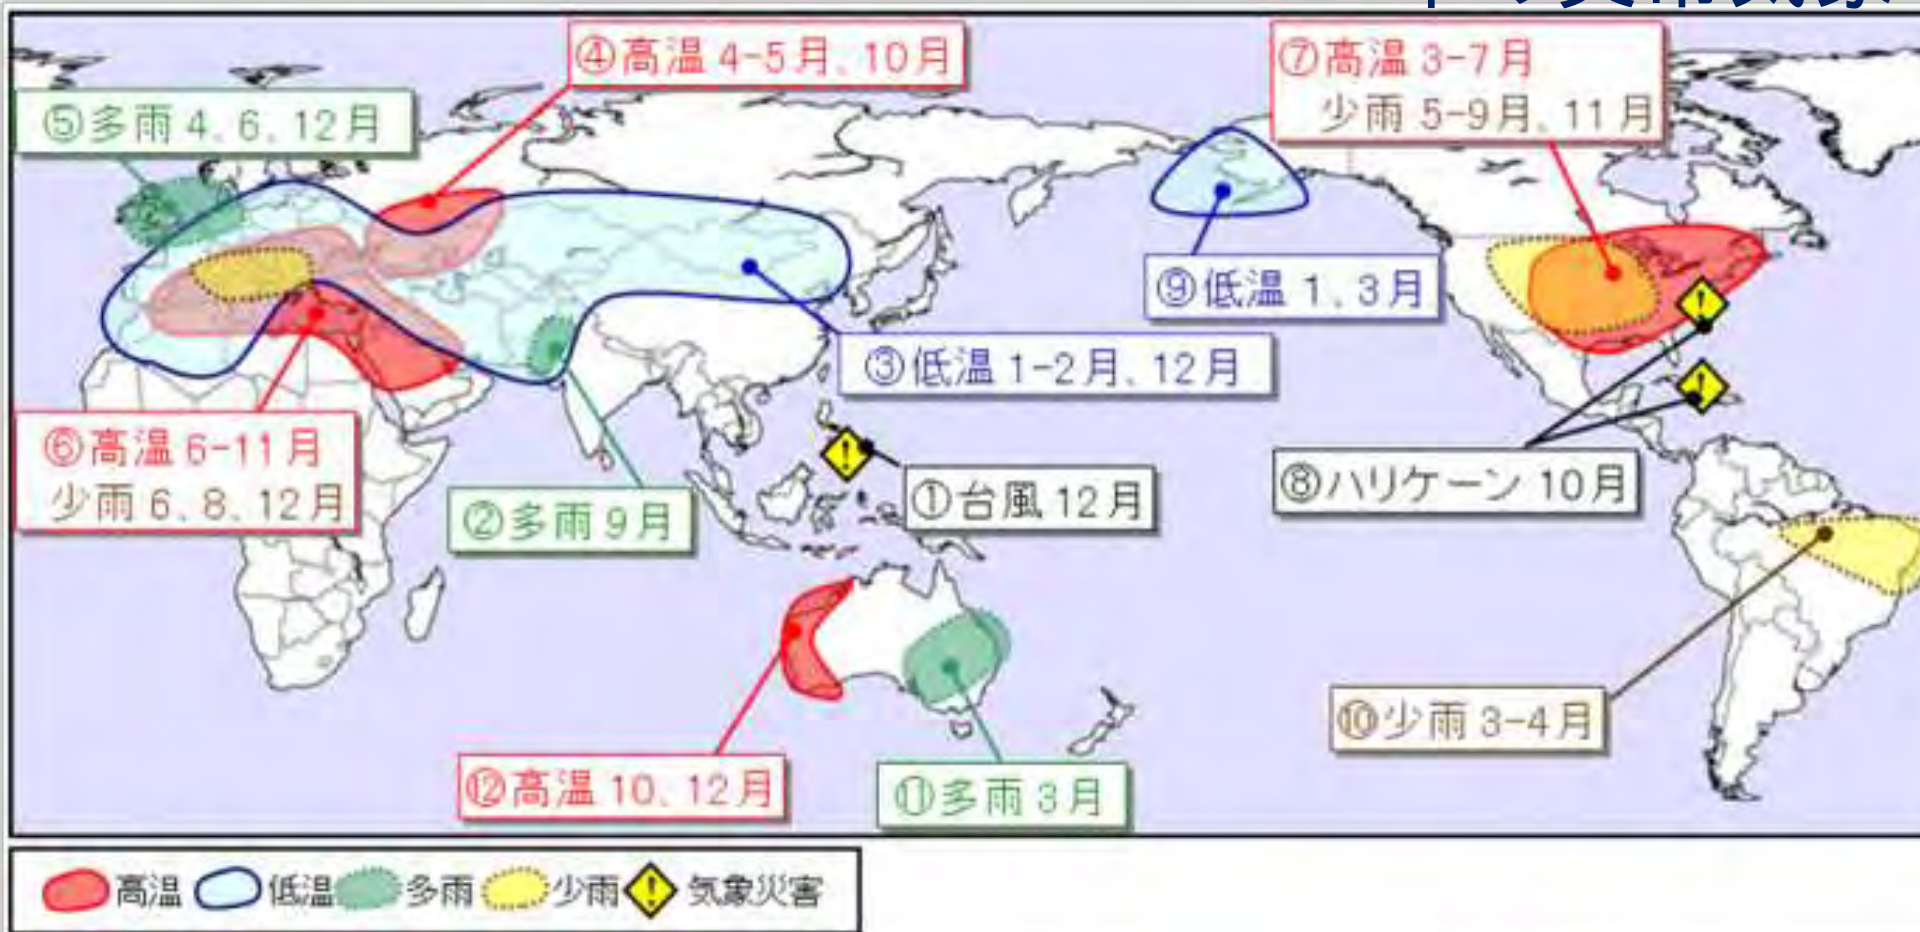 ④高温 4-5月、10月
⑦高温 3-7月
少雨 5-9月、11月
⑤多雨 4、6、12月
⑨低温 1、3月
③低温 1-2月、12月
⑥高温 6-11月
少雨 6、8、12月
②多雨 9月
①台風 12月
⑧ハリケーン 10月
⑩少雨 3-4月
⑫高温 10、12月
⑪多雨 3月
高温 低温 多雨 少雨 ! 気象災害